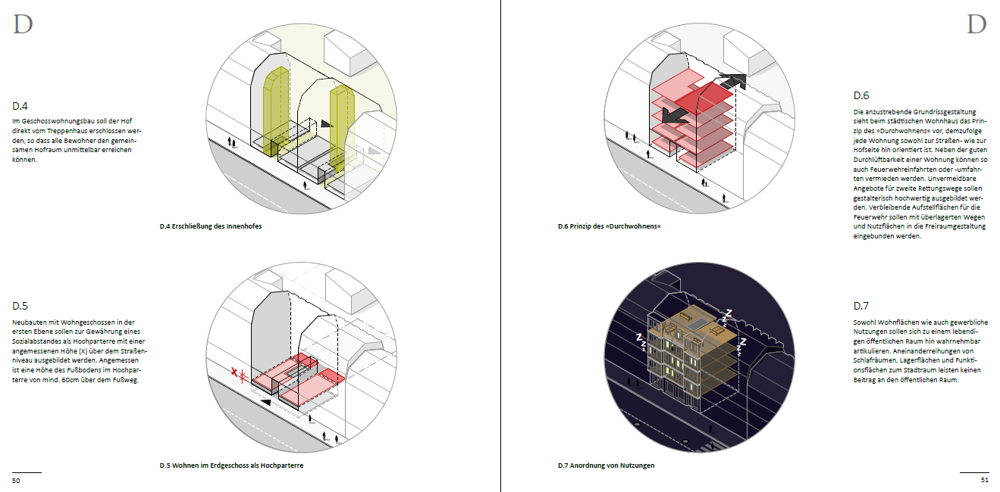 D
D.4
Im Geschosswohnungsbau soll der Hof
direkt vom Treppenhaus erschlossen wer-
den, so dass alle Bewohner den gemein-
samen Hofraum unmittelbar erreichen
können.
D.4 Erschließung des Innenhofes
D.5
Neubauten mit Wohngeschossen in der
ersten Ebene sollen zur Gewährung eines
Sozialabstandes als Hochparterre mit einer
angemessenen Höhe (X) über dem Straßen-
niveau ausgebildet werden. Angemessen
ist eine Höhe des Fußbodens im Hochpar-
terre von mind. 60cm über dem Fußweg.
X
D.5 Wohnen im Erdgeschoss als Hochparterre
50
D
D.6
Die anzustrebende Grundrissgestaltung
sieht beim städtischen Wohnhaus das Prin-
zip des »Durchwohnens« vor, demzufolge
jede Wohnung sowohl zur Straßen- wie zur
Hofseite hin orientiert ist. Neben der guten
Durchlüftbarkeit einer Wohnung können so
auch Feuerwehreinfahrten oder -umfahr-
ten vermieden werden. Unvermeidbare
Angebote für zweite Rettungswege sollen
gestalterisch hochwertig ausgebildet wer-
den. Verbleibende Aufstellflächen für die
Feuerwehr sollen mit überlagerten Wegen
und Nutzflächen in die Freiraumgestaltung
eingebunden werden.
D.6 Prinzip des »Durchwohnens«
D.7
Sowohl Wohnflächen wie auch gewerbliche
Nutzungen sollen sich zu einem lebendi-
gen öffentlichen Raum hin wahrnehmbar
artikulieren. Aneinanderreihungen von
Schlafräumen, Lagerflächen und Funkti-
onsflächen zum Stadtraum leisten keinen
Beitrag an den öffentlichen Raum.
Z z z
Z z z
Z z z
D.7 Anordnung von Nutzungen
51